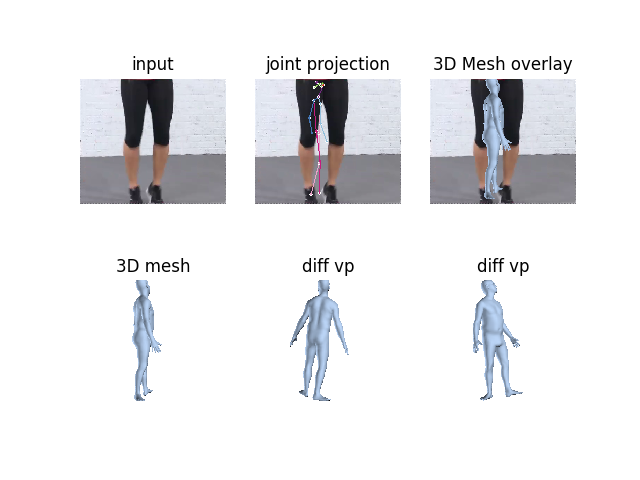 input
joint projection
3D Mesh overlay
3D mesh
diff vp
diff vp